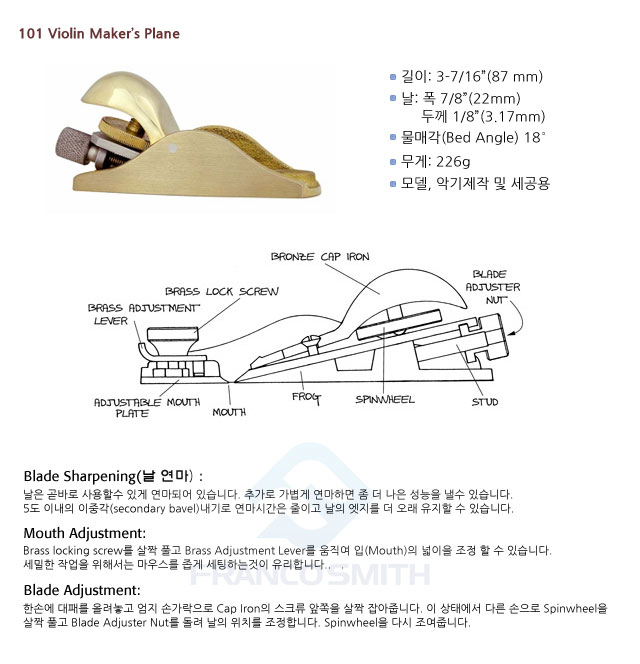 101 Violin Maker's Plane
길이: 3-7/16”(87 mm)
날: 폭 7/8”(22mm)
두께 1/8”(3.17mm)
물매각(Bed Angle) 18°
무게: 226g
모델, 악기제작 및 세공용
BRONZE CAP IRON
BLADE
ADJUSTER
NUT
BRASS LOCK SCREW
BRASS ADJUSTMENT
LEVER
ADJUSTABLE MOUTH
PLATE
MOUTH
FROG
SPINWHEEL
STUD
Blade Sharpening(날 연마) :
날은 곧바로 사용할수 있게 연마되어 있습니다. 추가로 가볍게 연마하면 좀 더 나은 성능을 낼수 있습니다.
5도 이내의 이중각(secondary bavel)내기로 연마시간은 줄이고 날의 엣지를 더 오래 유지할 수 있습니다.
Mouth Adjustment:
Brass locking screw를 살짝 풀고 Brass Adjustment Lever를 움직여 입(Mouth)의 넓이을 조정 할 수 있습니다.
세밀한 작업을 위해서는 마우스를 좁게 세팅하는것이 유리합니다..
FRANCO SMITH
Blade Adjustment:
한손에 대패를 올려놓고 엄지 손가락으로 Cap Iron의 스크류 앞쪽을 살짝 잡아줍니다. 이 상태에서 다른 손으로 Spinwheel을
살짝 풀고 Blade Adjuster Nut를 돌려 날의 위치를 조정합니다. Spinwheel을 다시 조여줍니다.